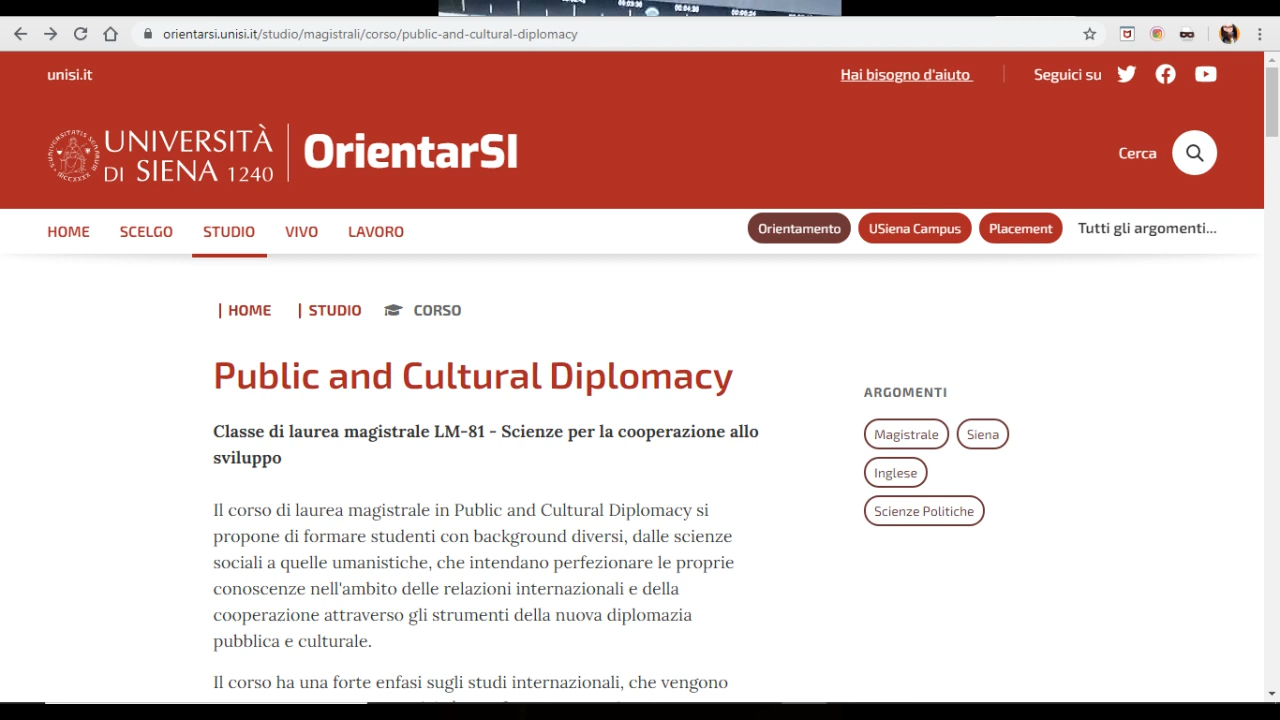 orientarsi.unisi.it/studio/magistrali/corso/public-and-cultural-diplomacy
unisi.it
Hai bisogno d'aiuto
Seguici su
UNIVERSITÀ
DI SIENA 1240
OrientarSI
Cerca
HOME SCELGO STUDIO VIVO LAVORO
Orientamento USiena Campus Placement Tutti gli argomenti...
| HOME | STUDIO CORSO
Public and Cultural Diplomacy
Classe di laurea magistrale LM-81 - Scienze per la cooperazione allo
sviluppo
Il corso di laurea magistrale in Public and Cultural Diplomacy si
propone di formare studenti con background diversi, dalle scienze
sociali a quelle umanistiche, che intendano perfezionare le proprie
conoscenze nell'ambito delle relazioni internazionali e della
cooperazione attraverso gli strumenti della nuova diplomazia
pubblica e culturale.
Il corso ha una forte enfasi sugli studi internazionali, che vengono
ARGOMENTI
Magistrale Siena
Inglese
Scienze Politiche